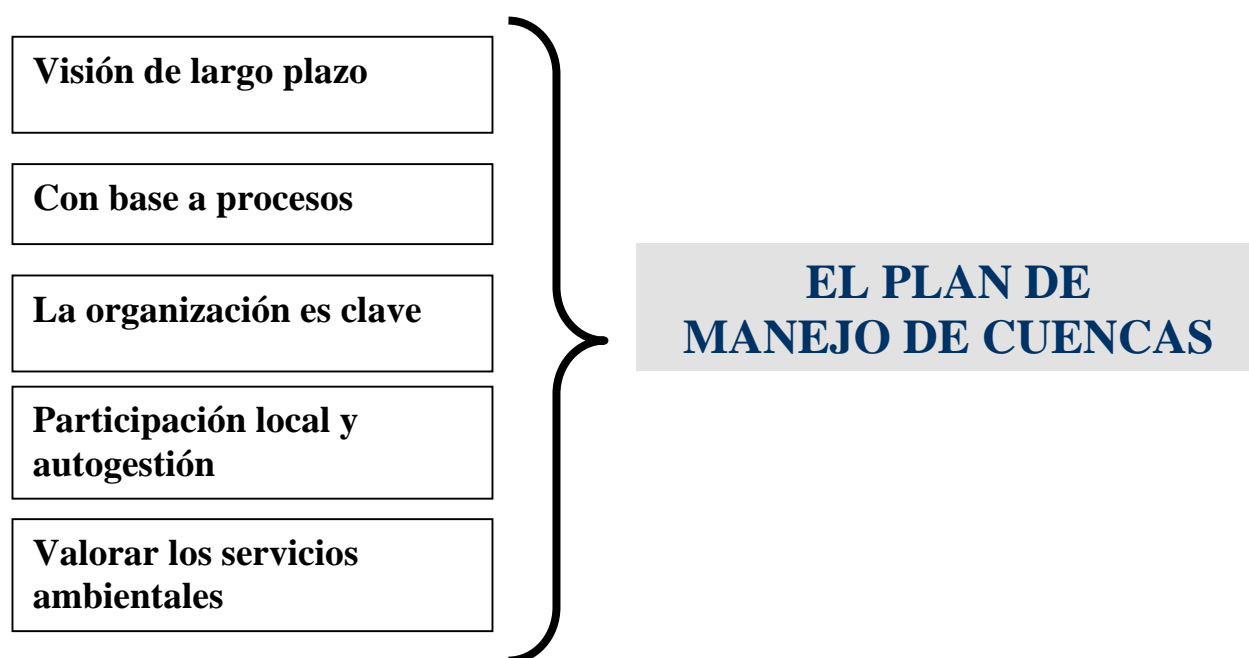 Visión de largo plazo
Con base a procesos
La organización es clave
Participación local y
autogestión
Valorar los servicios
ambientales
EL PLAN DE
MANEJO DE CUENCAS